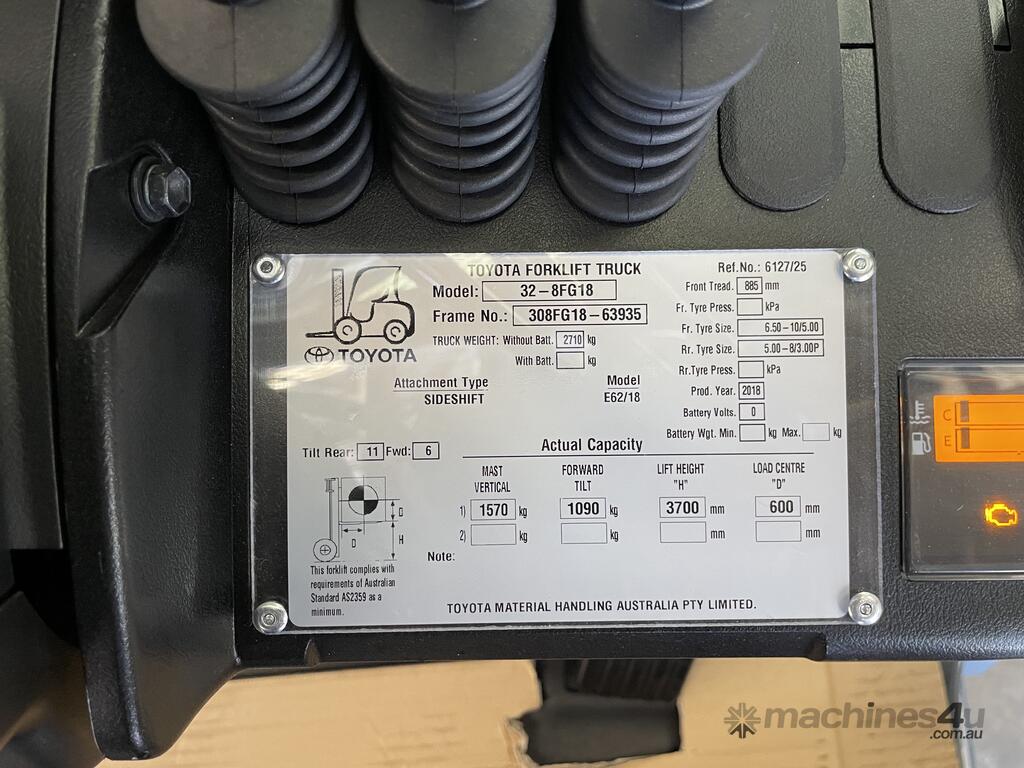 TOYOTA FORKLIFT TRUCK
Ref.No.: 6127/25
Model: 32-8FG18
Frame No.: 308FG18-63935
TRUCK WEIGHT: Without Batt. 2710 kg
With Batt. kg
TOYOTA
Front Tread. 885 mm
Fr. Tyre Press. kPa
Fr. Tyre Size. 6.50-10/5.00
Rr. Tyre Size. 5.00-8/3.00P
Rr.Tyre Press. kPa
Prod. Year. 2018
Battery Volts. 0
Battery Wgt. Min. kg Max. kg
Attachment Type Model
SIDESHIFT E62/18
Tilt Rear: 11 Fwd: 6
Actual Capacity
MAST VERTICAL FORWARD TILT LIFT HEIGHT "H" LOAD CENTRE "D"
1) 1570 kg 1090 kg 3700 mm 600 mm
2) kg kg mm mm
Note:
D
D H
This forklift complies with
requirements of Australian
Standard AS2359 as a
minimum.
TOYOTA MATERIAL HANDLING AUSTRALIA PTY LIMITED.
C
E
machines4u
.com.au